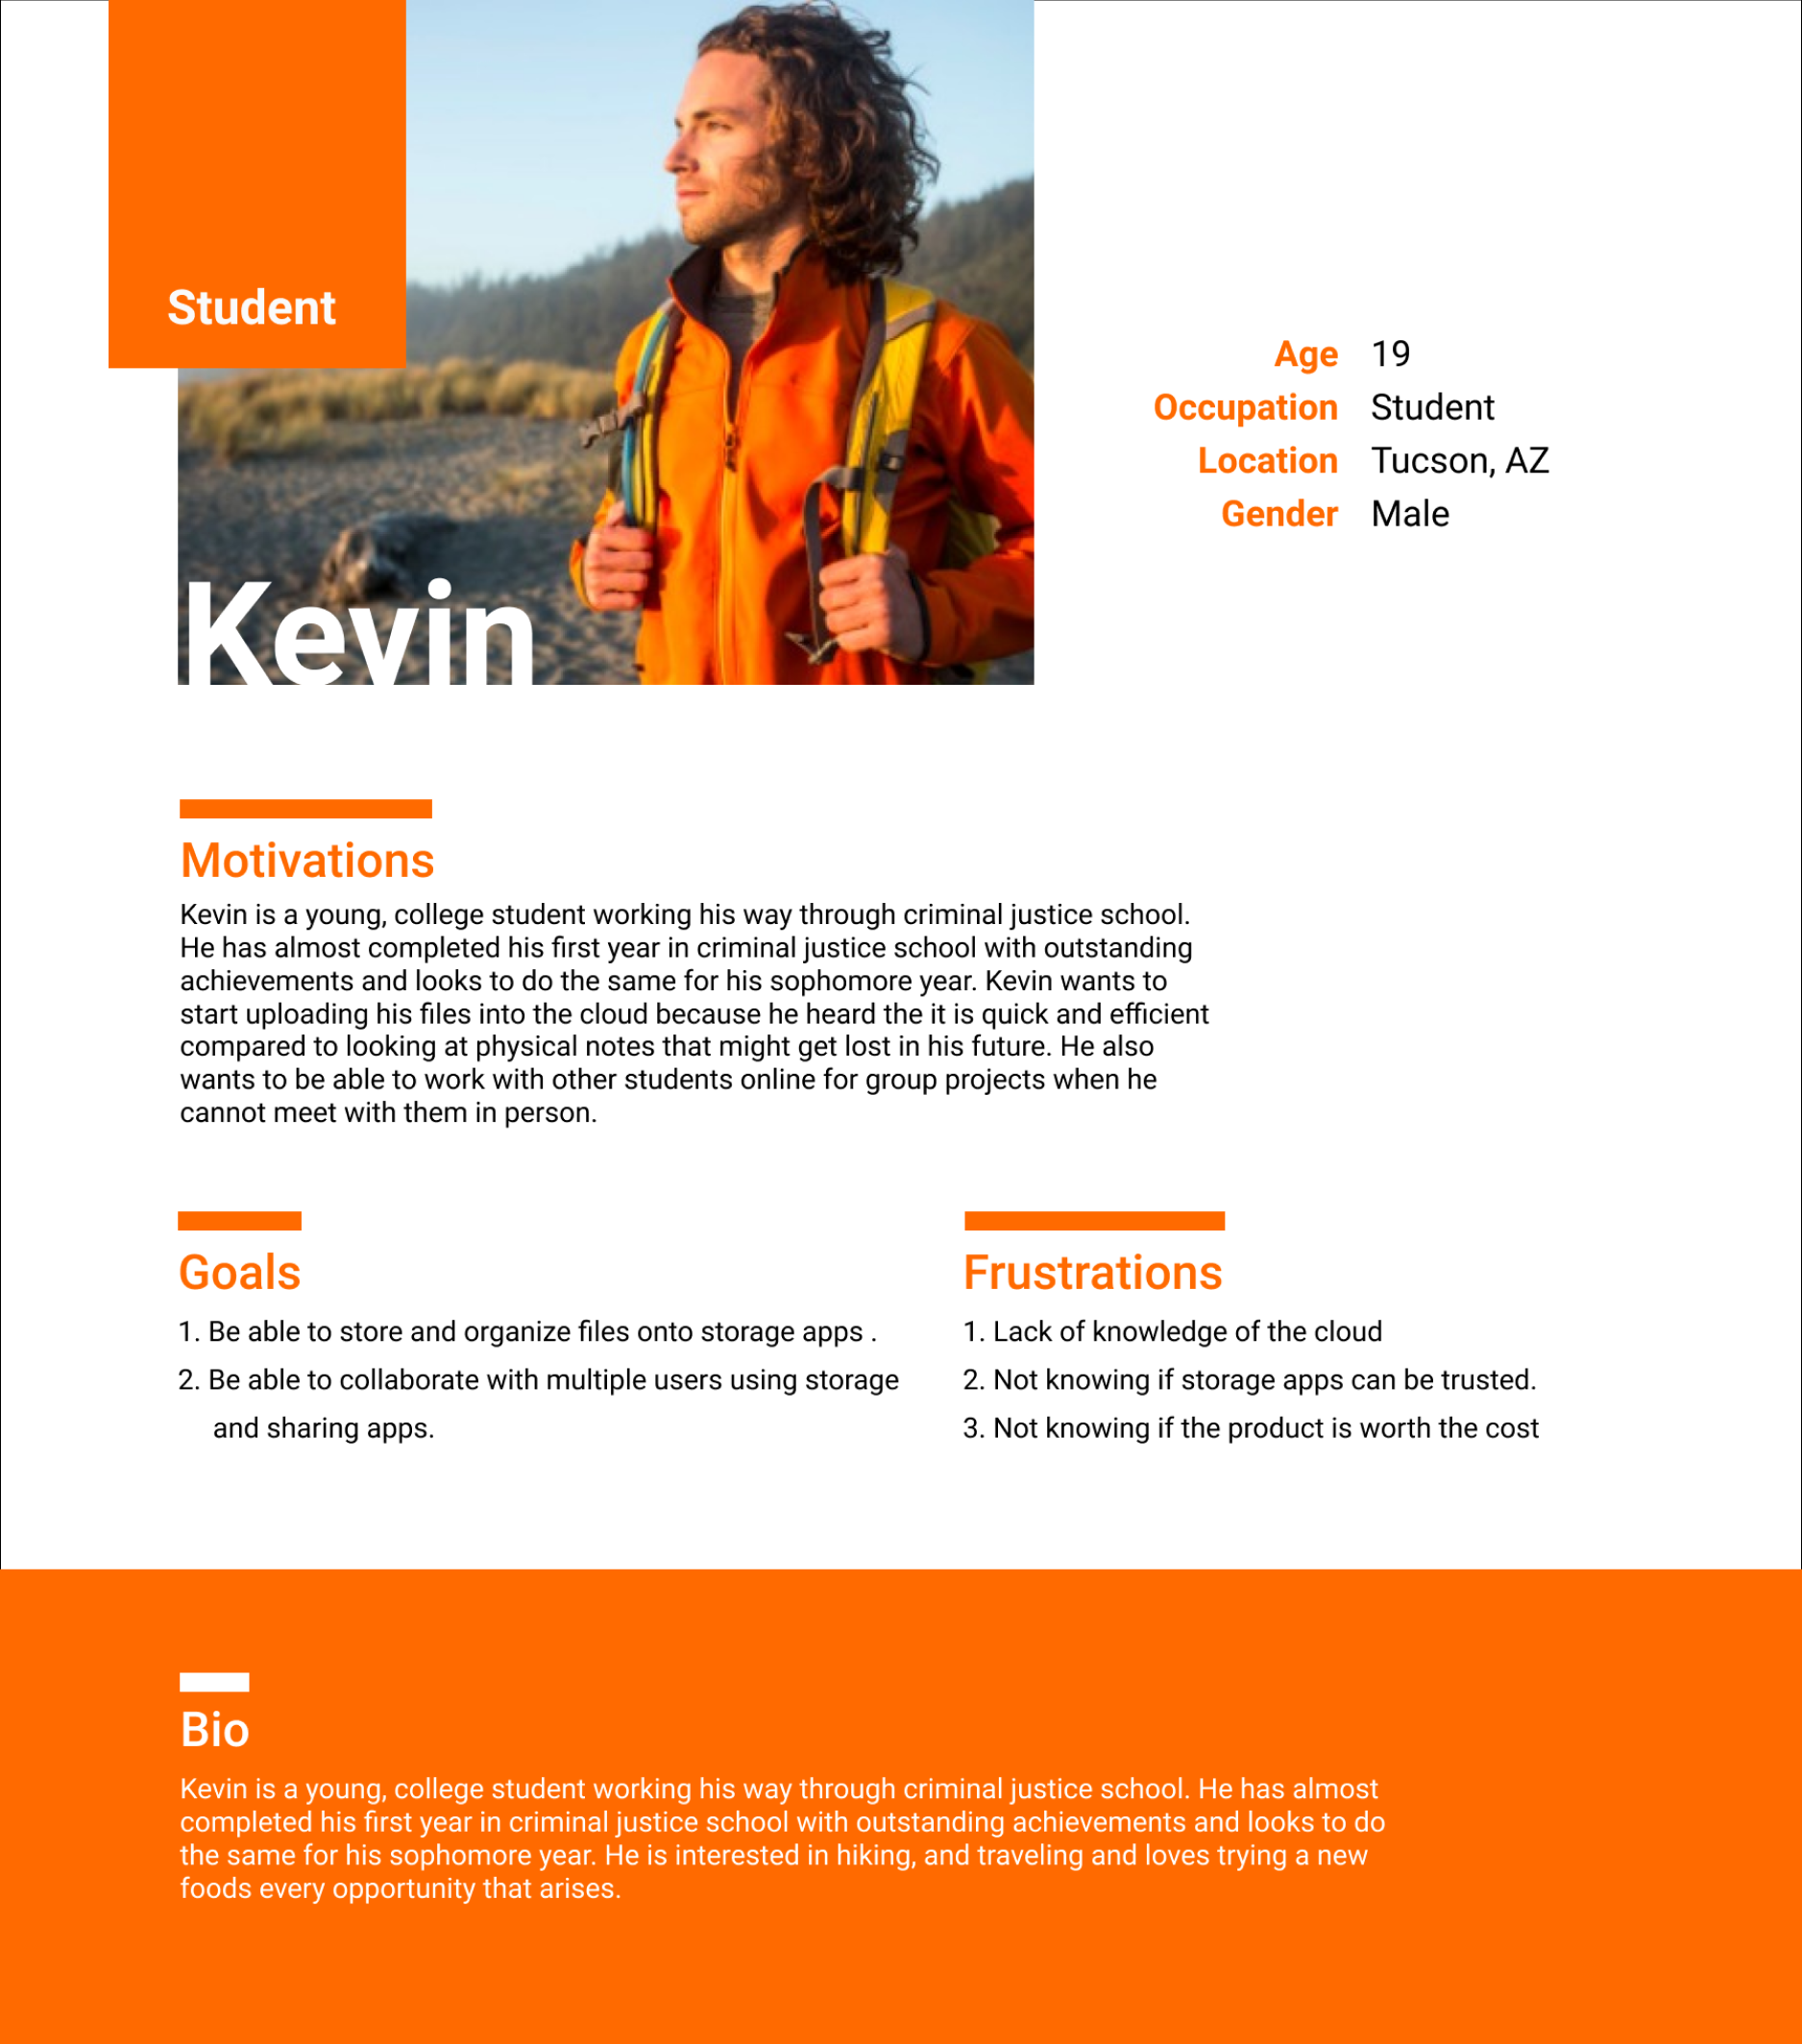 Student
Kevin
Age 19
Occupation Student
Location Tucson, AZ
Gender Male
Motivations
Kevin is a young, college student working his way through criminal justice school.
He has almost completed his first year in criminal justice school with outstanding
achievements and looks to do the same for his sophomore year. Kevin wants to
start uploading his files into the cloud because he heard the it is quick and efficient
compared to looking at physical notes that might get lost in his future. He also
wants to be able to work with other students online for group projects when he
cannot meet with them in person.
Goals
1. Be able to store and organize files onto storage apps .
2. Be able to collaborate with multiple users using storage
and sharing apps.
Frustrations
1. Lack of knowledge of the cloud
2. Not knowing if storage apps can be trusted.
3. Not knowing if the product is worth the cost
Bio
Kevin is a young, college student working his way through criminal justice school. He has almost
completed his first year in criminal justice school with outstanding achievements and looks to do
the same for his sophomore year. He is interested in hiking, and traveling and loves trying a new
foods every opportunity that arises.